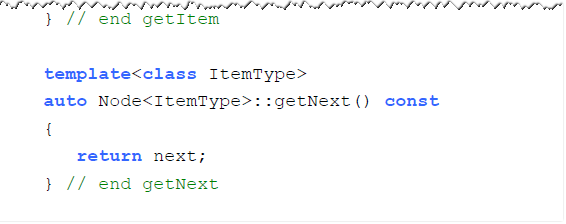 } // end getItem
template<class ItemType>
auto Node<ItemType>::getNext() const
{
return next;
} // end getNext